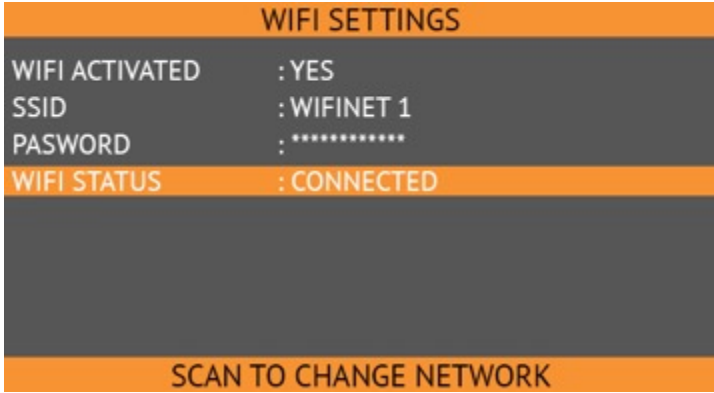 WIFI SETTINGS
WIFI ACTIVATED : YES
SSID : WIFINET 1
PASWORD : ************
WIFI STATUS : CONNECTED
SCAN TO CHANGE NETWORK